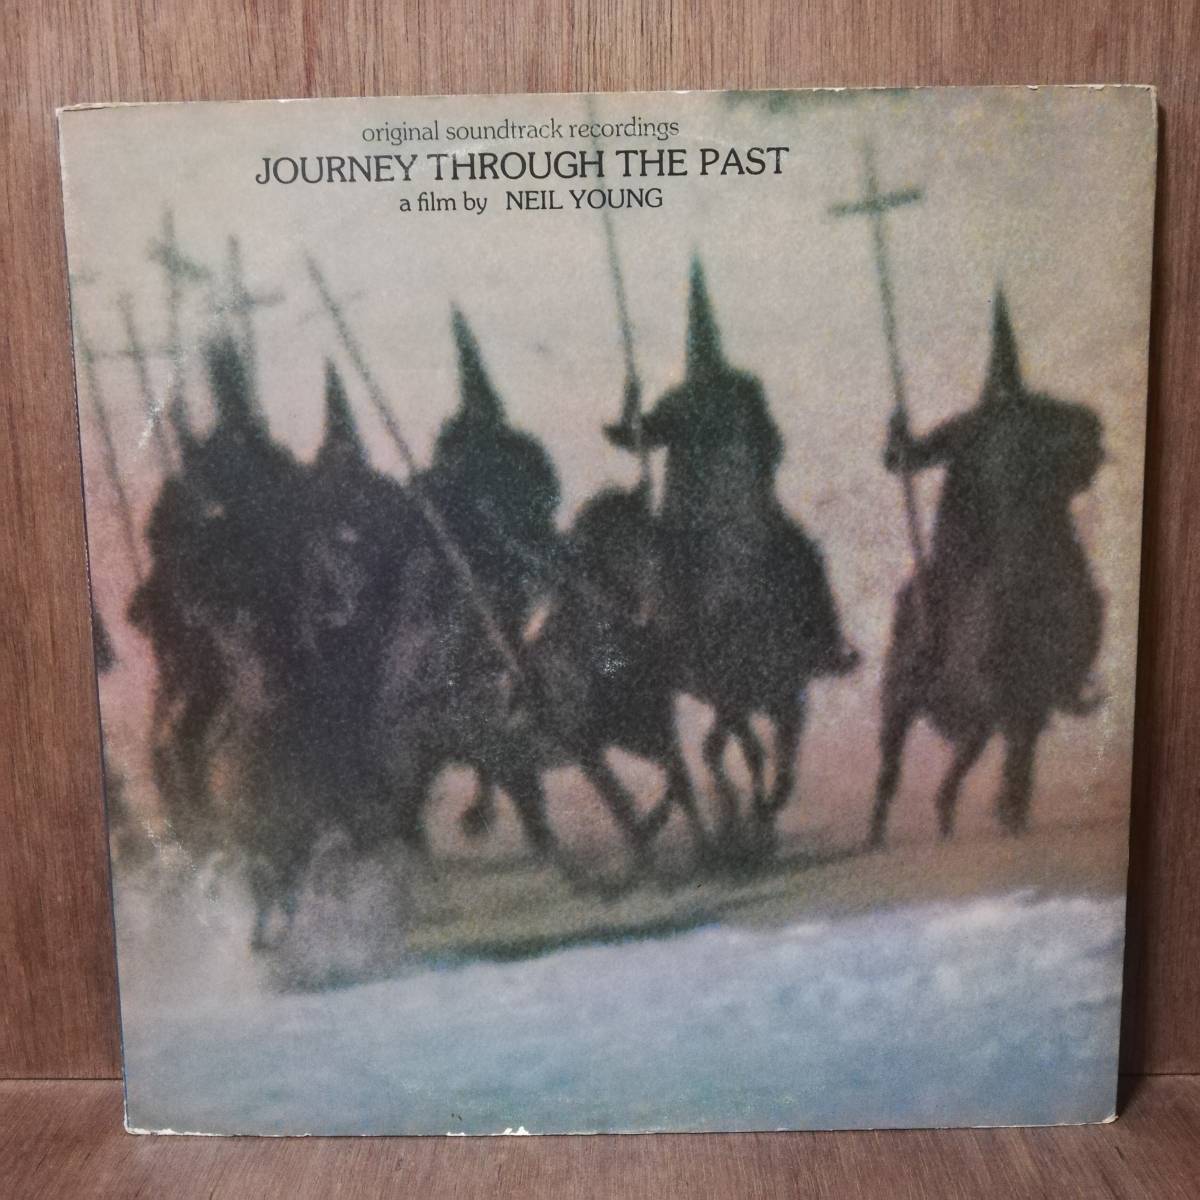 original soundtrack recordings
JOURNEY THROUGH THE PAST
a film by NEIL YOUNG